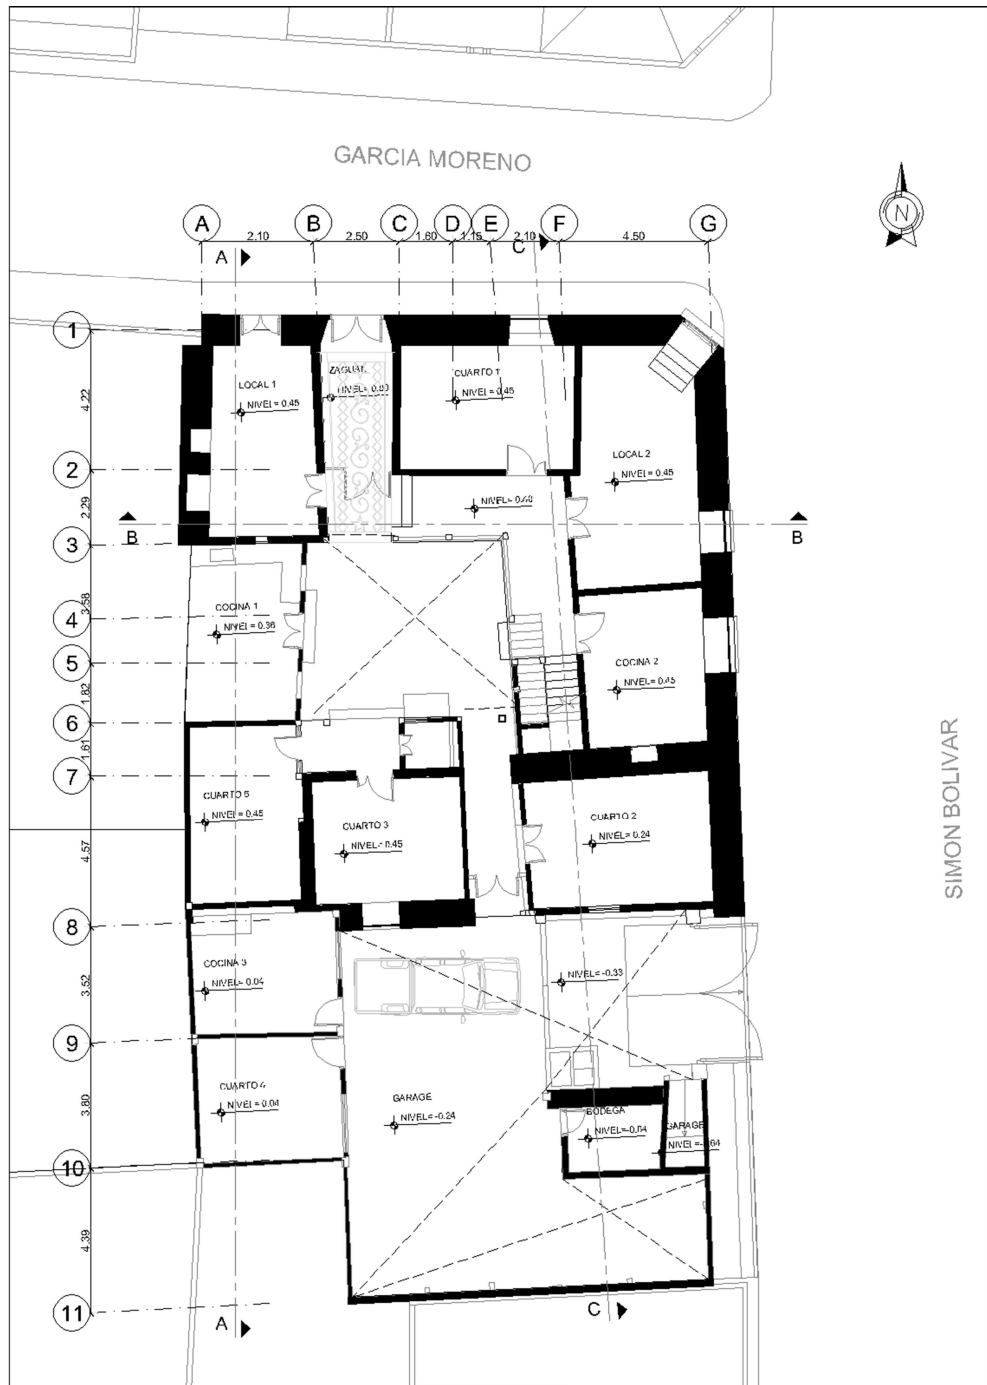 GARCIA MORENO
N
A B C D E F G
2.10 2.50 1.60 1.15 2.10 4.50
A C
1
4.22
LOCAL 1
NIVEL= 0.45
ZAGUAN
CUARTO 1
NIVEL= 0.45
LOCAL 2
NIVEL= 0.45
2
2.29
B B
3
3.58
COCINA 1
NIVEL= 0.36
4
5
COCINA 2
NIVEL= 0.45
1.82
6
1.61
7
SIMON BOLIVAR
CUARTO 5
NIVEL= 0.45
CUARTO 3
NIVEL= 0.45
CUARTO 2
NIVEL= 0.24
4.57
8
COCINA 3
NIVEL= 0.04
NIVEL= -0.33
3.52
9
CUARTO 4
NIVEL= 0.04
3.80
GARAGE
NIVEL= -0.24
BODEGA
NIVEL=-0.04
GARAGE
10
4.39
11
A C